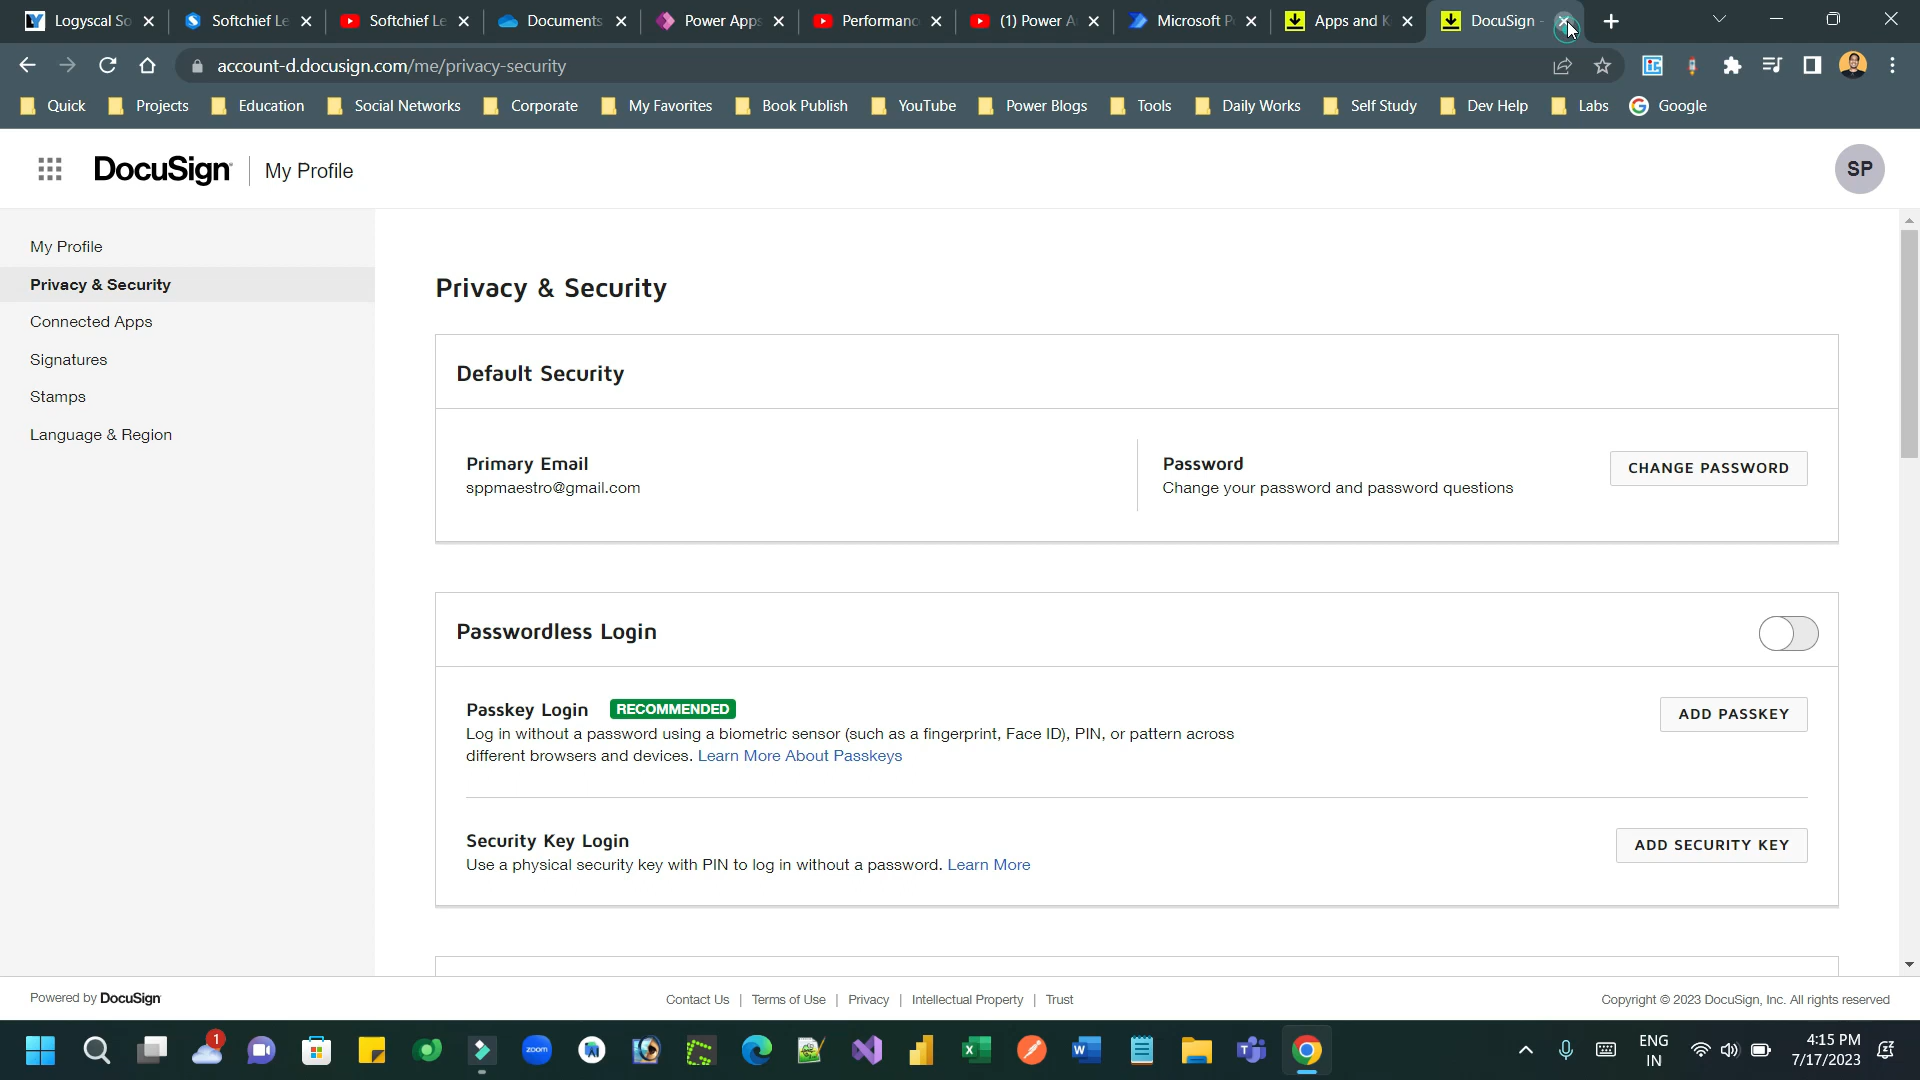 Logyscal So
Softchief Le
Softchief Le
Documents
Power Apps
Performanc
(1) Power A
Microsoft P
Apps and K
DocuSign -
account-d.docusign.com/me/privacy-security
Quick
Projects
Education
Social Networks
Corporate
My Favorites
Book Publish
YouTube
Power Blogs
Tools
Daily Works
Self Study
Dev Help
Labs
Google
DocuSign
My Profile
SP
My Profile
Privacy & Security
Connected Apps
Signatures
Stamps
Language & Region
Privacy & Security
Default Security
Primary Email
sppmaestro@gmail.com
Password
Change your password and password questions
CHANGE PASSWORD
Passwordless Login
Passkey Login RECOMMENDED
Log in without a password using a biometric sensor (such as a fingerprint, Face ID), PIN, or pattern across
different browsers and devices. Learn More About Passkeys
ADD PASSKEY
Security Key Login
Use a physical security key with PIN to log in without a password. Learn More
ADD SECURITY KEY
Powered by DocuSign
Contact Us | Terms of Use | Privacy | Intellectual Property | Trust
Copyright © 2023 DocuSign, Inc. All rights reserved
1
zoom
ENG
IN
4:15 PM
7/17/2023